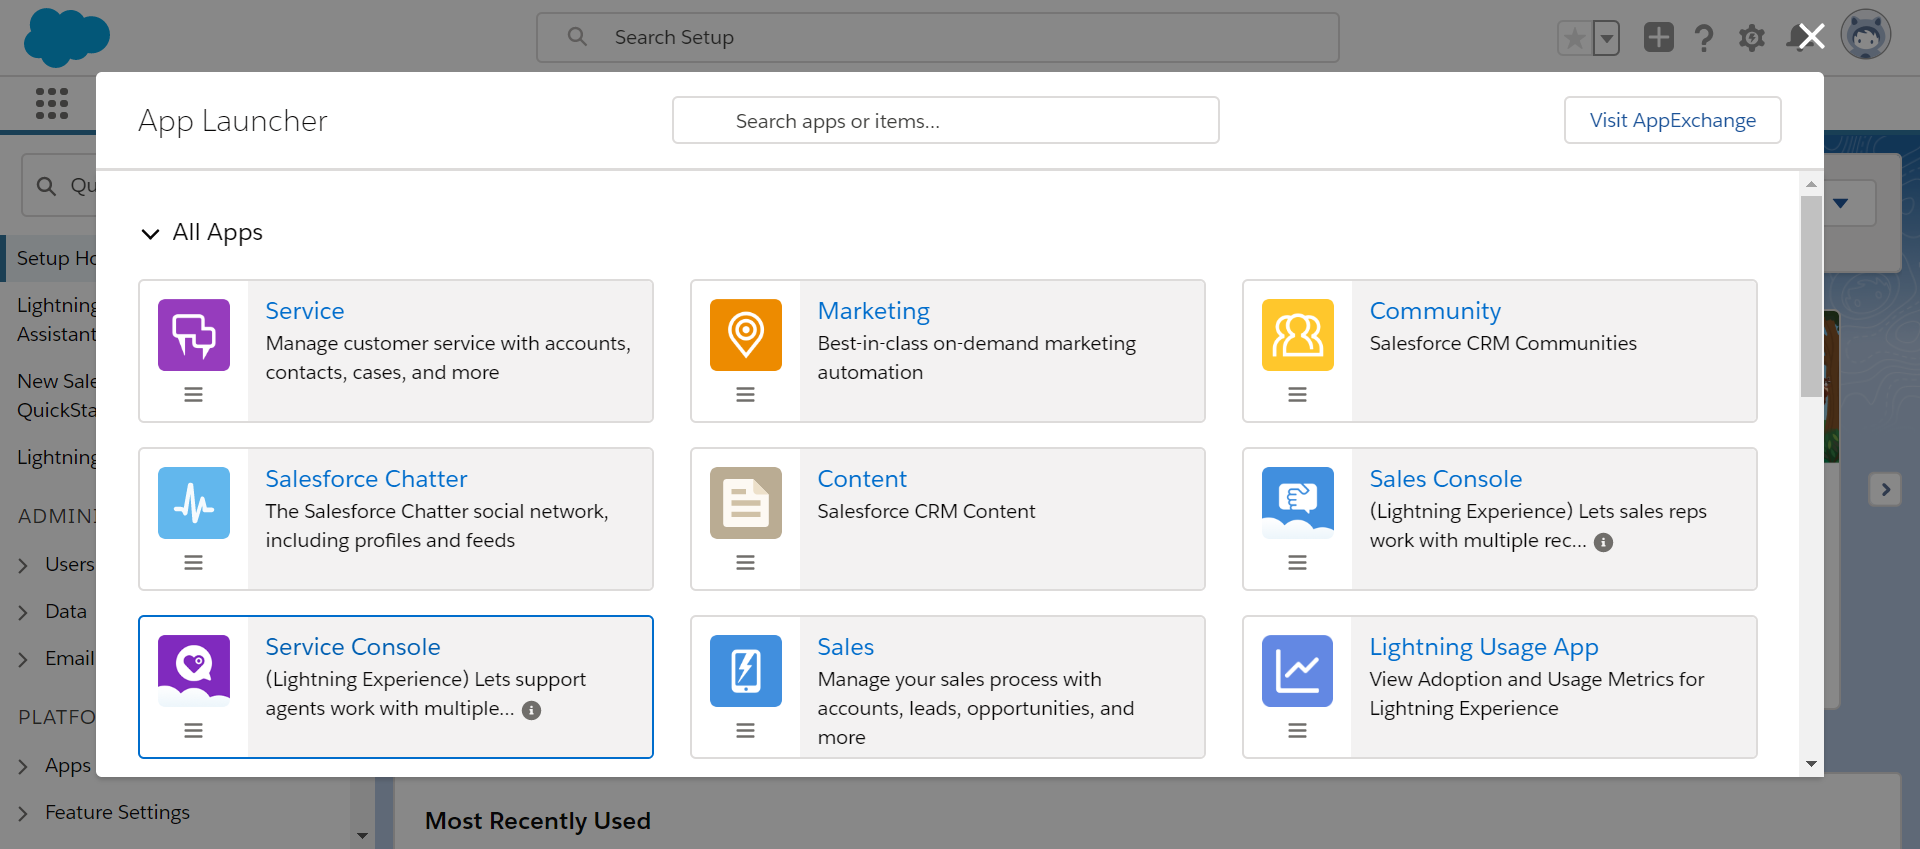 Search Setup
App Launcher
Search apps or items...
Visit AppExchange
Qu
Setup Ho
Lightning
Assistant
New Sale
QuickSta
Lightning
ADMINI
Users
Data
Email
PLATFO
Apps
Feature Settings
All Apps
Service
Manage customer service with accounts,
contacts, cases, and more
Marketing
Best-in-class on-demand marketing
automation
Community
Salesforce CRM Communities
Salesforce Chatter
The Salesforce Chatter social network,
including profiles and feeds
Content
Salesforce CRM Content
Sales Console
(Lightning Experience) Lets sales reps
work with multiple rec...
Service Console
(Lightning Experience) Lets support
agents work with multiple...
Sales
Manage your sales process with
accounts, leads, opportunities, and
more
Lightning Usage App
View Adoption and Usage Metrics for
Lightning Experience
Most Recently Used